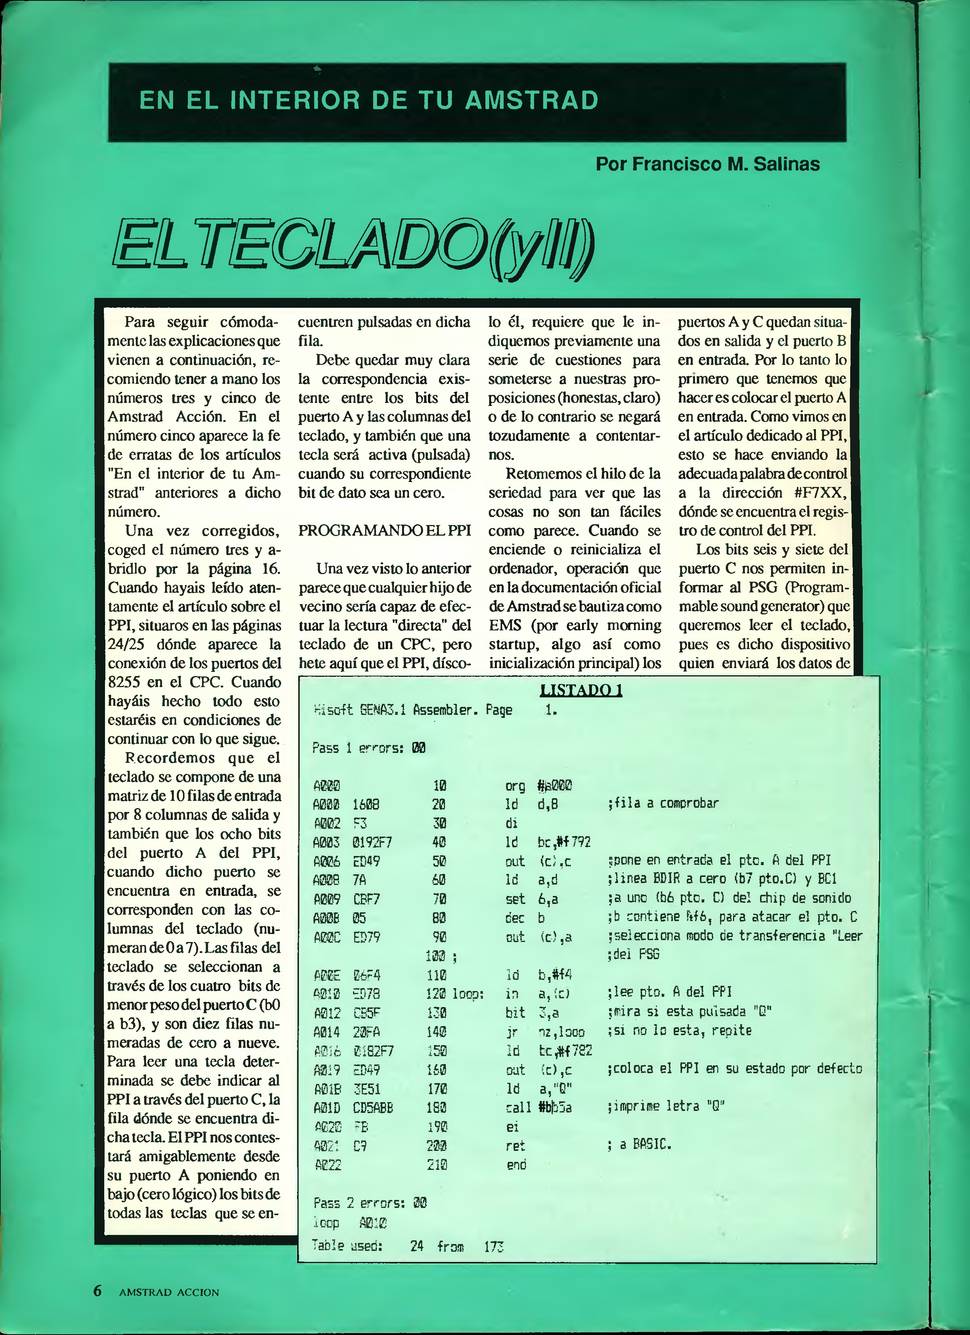 EN EL INTERIOR DE TU AMSTRAD
Por Francisco M. Salinas
EL TECLADO(yII)
Para seguir cómoda-
mente las explicaciones que
vienen a continuación, re-
comiendo tener a mano los
números tres y cinco de
Amstrad Acción. En el
número cinco aparece la fe
de erratas de los artículos
"En el interior de tu Am-
strad" anteriores a dicho
número.
Una vez corregidos,
coged el número tres y a-
bridlo por la página 16.
Cuando hayais leído aten-
tamente el artículo sobre el
PPI, situaros en las páginas
24/25 dónde aparece la
conexión de los puertos del
8255 en el CPC. Cuando
hayáis hecho todo esto
estaréis en condiciones de
continuar con lo que sigue.
Recordemos que el
teclado se compone de una
matriz de 10 filas de entrada
por 8 columnas de salida y
también que los ocho bits
del puerto A del PPI,
cuando dicho puerto se
encuentra en entrada, se
corresponden con las co-
lumnas del teclado (nu-
meran de 0 a 7). Las filas del
teclado se seleccionan a
través de los cuatro bits de
menor peso del puerto C (b0
a b3), y son diez filas nu-
meradas de cero a nueve.
Para leer una tecla deter-
minada se debe indicar al
PPI a través del puerto C, la
fila dónde se encuentra di-
cha tecla. El PPI nos contes-
tará amigablemente desde
su puerto A poniendo en
bajo (cero lógico) los bits de
todas las teclas que se en-
cuentren pulsadas en dicha
fila.
Debe quedar muy clara
la correspondencia exis-
tente entre los bits del
puerto A y las columnas del
teclado, y también que una
tecla será activa (pulsada)
cuando su correspondiente
bit de dato sea un cero.
PROGRAMANDO EL PPI
Una vez visto lo anterior
parece que cualquier hijo de
vecino sería capaz de efec-
tuar la lectura "directa" del
teclado de un CPC, pero
hete aquí que el PPI, dísco-
lo él, requiere que le in-
diquemos previamente una
serie de cuestiones para
someterse a nuestras pro-
posiciones (honestas, claro)
o de lo contrario se negará
tozudamente a contentar-
nos.
Retomemos el hilo de la
seriedad para ver que las
cosas no son tan fáciles
como parece. Cuando se
enciende o reinicializa el
ordenador, operación que
en la documentación oficial
de Amstrad se bautiza como
EMS (por early morning
startup, algo así como
inicialización principal) los
puertos A y C quedan situa-
dos en salida y el puerto B
en entrada. Por lo tanto lo
primero que tenemos que
hacer es colocar el puerto A
en entrada. Como vimos en
el artículo dedicado al PPI,
esto se hace enviando la
adecuada palabra de control
a la dirección #F7XX,
dónde se encuentra el regis-
tro de control del PPI.
Los bits seis y siete del
puerto C nos permiten in-
formar al PSG (Program-
mable sound generator) que
queremos leer el teclado,
pues es dicho dispositivo
quien enviará los datos de
LISTADO 1
Hisoft GENA3.1 Assembler. Page 1.
Pass 1 errors: 00
A000 10 org #a000
A000 1608 20 ld d,8 ;fila a comprobar
A002 F3 30 di
A003 0192F7 40 ld bc,#f792
A006 ED49 50 out (c),c ;pone en entrada el pto. A del PPI
A008 7A 60 ld a,d ;linea BDIR a cero (b7 pto.C) y BC1
A009 CBF7 70 set 6,a ;a uno (b6 pto. C) del chip de sonido
A00B 05 80 dec b ;b contiene &f6, para atacar el pto. C
A00C ED79 90 out (c),a ;selecciona modo de transferencia "Leer
100 ; ;del PSG
A00E 06F4 110 ld b,#f4
A010 ED78 120 loop: in a,(c) ;lee pto. A del PPI
A012 CB5F 130 bit 3,a ;mira si esta pulsada "Q"
A014 20FA 140 jr nz,loop ;si no lo esta, repite
A016 0182F7 150 ld bc,#f782
A019 ED49 160 out (c),c ;coloca el PPI en su estado por defecto
A01B 3E51 170 ld a,"Q"
A01D CD5ABB 180 call #bb5a ;imprime letra "Q"
A020 FB 190 ei
A021 C9 200 ret ; a BASIC.
A022 210 end
Pass 2 errors: 00
loop A010
Table used: 24 from 173
6 AMSTRAD ACCION